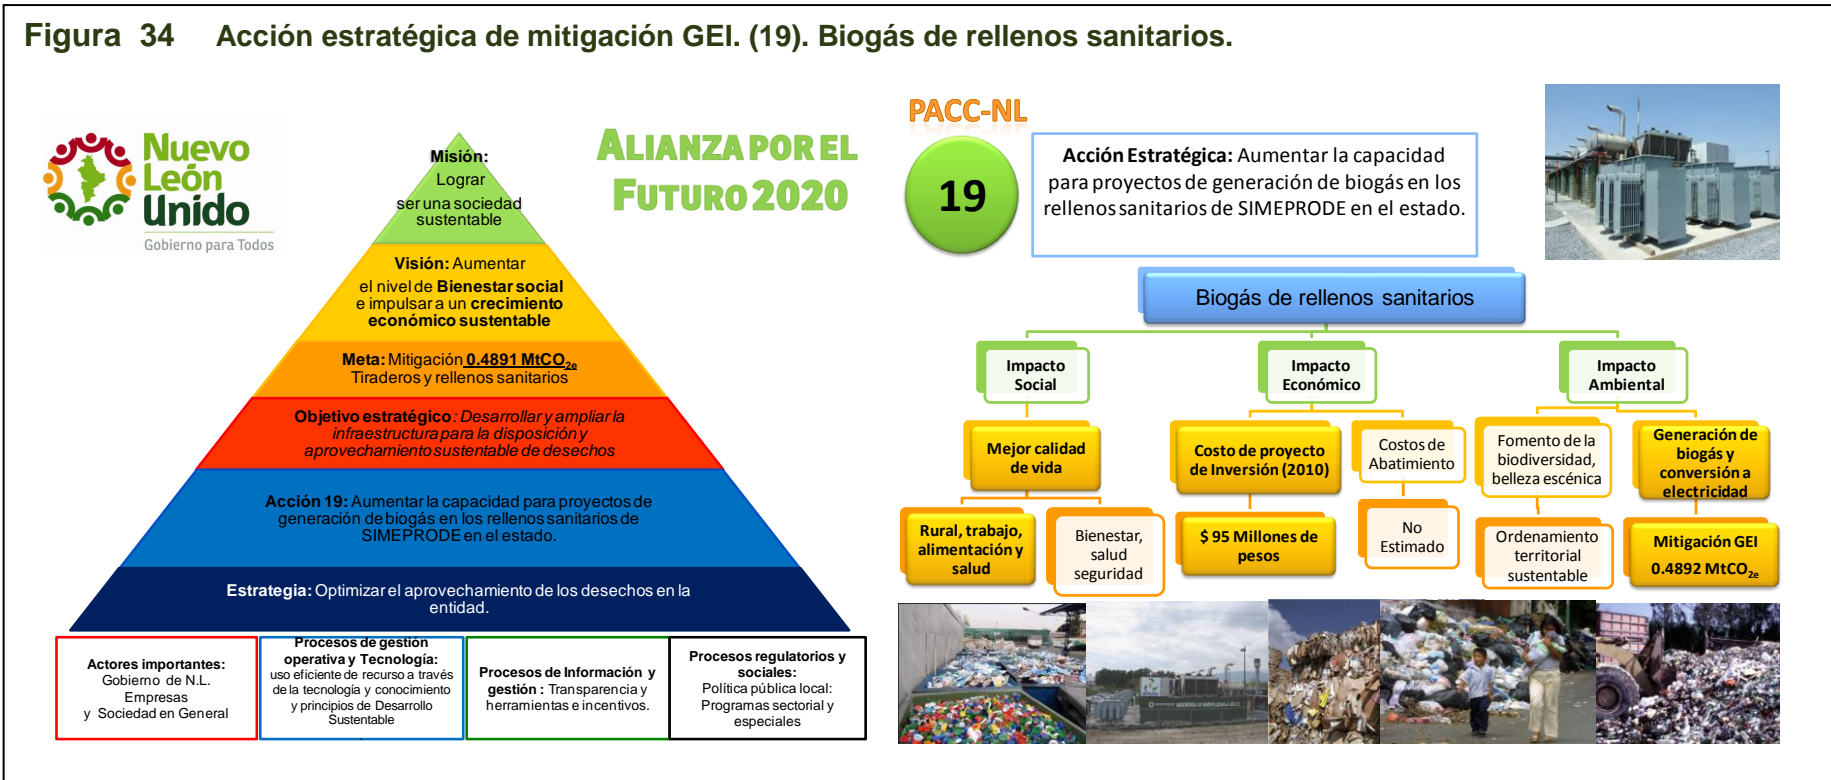 Figura 34 Acción estratégica de mitigación GEI. (19). Biogás de rellenos sanitarios.
Nuevo
León
Unido
Gobierno para Todos
ALIANZA POR EL
FUTURO 2020
Misión:
Lograr
ser una sociedad
sustentable
Visión: Aumentar
el nivel de Bienestar social
e impulsar a un crecimiento
económico sustentable
Meta: Mitigación 0.4891 MtCO2e
Tiraderos y rellenos sanitarios
Objetivo estratégico: Desarrollar y ampliar la
infraestructura para la disposición y
aprovechamiento sustentable de desechos
Acción 19: Aumentar la capacidad para proyectos de
generación de biogás en los rellenos sanitarios de
SIMEPRODE en el estado.
Estrategia: Optimizar el aprovechamiento de los desechos en la
entidad.
Actores importantes:
Gobierno de N.L.
Empresas
y Sociedad en General
Procesos de gestión
operativa y Tecnología:
uso eficiente de recurso a través
de la tecnología y conocimiento
y principios de Desarrollo
Sustentable
Procesos de Información y
gestión : Transparencia y
herramientas e incentivos.
Procesos regulatorios y
sociales:
Política pública local:
Programas sectorial y
especiales
PACC-NL
19
Acción Estratégica: Aumentar la capacidad
para proyectos de generación de biogás en los
rellenos sanitarios de SIMEPRODE en el estado.
Biogás de rellenos sanitarios
Impacto
Social
Impacto
Económico
Impacto
Ambiental
Mejor calidad
de vida
Costo de proyecto
de Inversión (2010)
Costos de
Abatimiento
Fomento de la
biodiversidad,
belleza escénica
Generación de
biogás y
conversión a
electricidad
Rural, trabajo,
alimentación y
salud
Bienestar,
salud
seguridad
$ 95 Millones de
pesos
No
Estimado
Ordenamiento
territorial
sustentable
Mitigación GEI
0.4892 MtCO2e